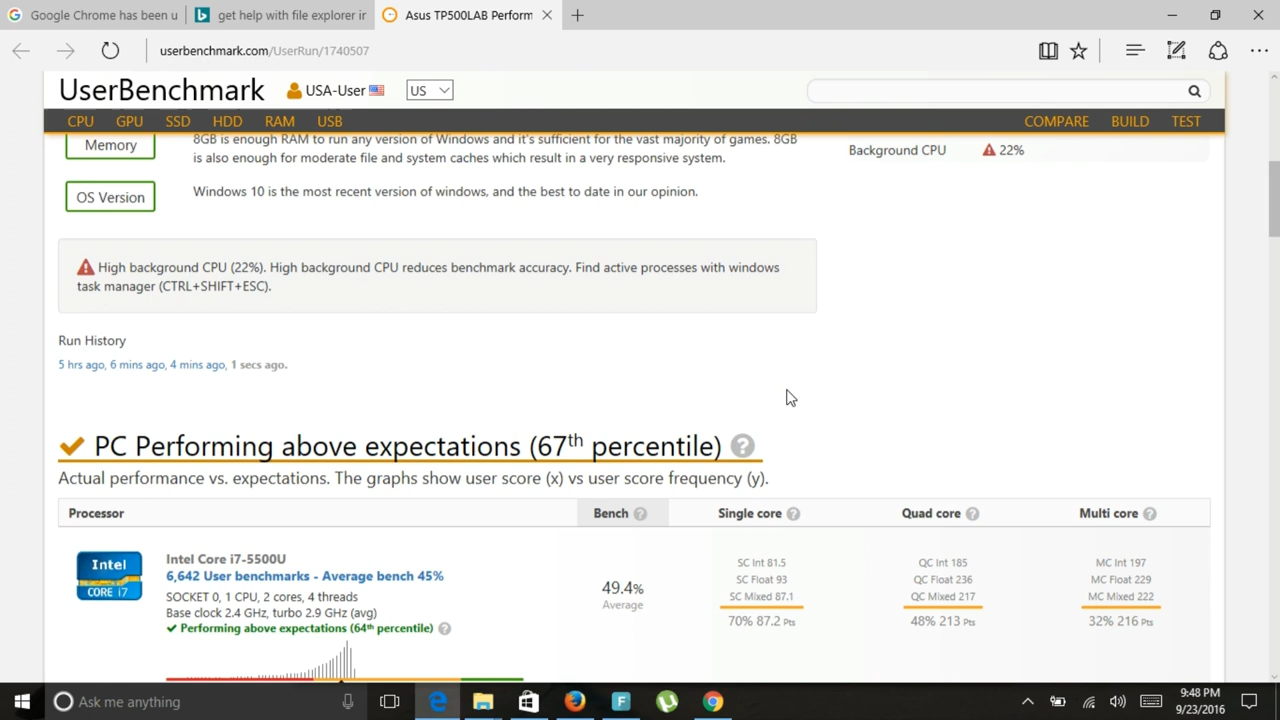 Google Chrome has been u
get help with file explorer ir
Asus TP500LAB Perform
userbenchmark.com/UserRun/1740507
UserBenchmark
USA-User
US
CPU GPU SSD HDD RAM USB
COMPARE BUILD TEST
Memory
8GB is enough RAM to run any version of Windows and it's sufficient for the vast majority of games. 8GB
is also enough for moderate file and system caches which result in a very responsive system.
Background CPU 22%
OS Version
Windows 10 is the most recent version of windows, and the best to date in our opinion.
High background CPU (22%). High background CPU reduces benchmark accuracy. Find active processes with windows
task manager (CTRL+SHIFT+ESC).
Run History
5 hrs ago, 6 mins ago, 4 mins ago, 1 secs ago.
PC Performing above expectations (67th percentile) ?
Actual performance vs. expectations. The graphs show user score (x) vs user score frequency (y).
Processor Bench ? Single core ? Quad core ? Multi core ?
Intel CORE i7
Intel Core i7-5500U
6,642 User benchmarks - Average bench 45%
SOCKET 0, 1 CPU, 2 cores, 4 threads
Base clock 2.4 GHz, turbo 2.9 GHz (avg)
Performing above expectations (64th percentile) ?
49.4%
Average
SC Int 81.5
SC Float 93
SC Mixed 87.1
70% 87.2 Pts
QC Int 185
QC Float 236
QC Mixed 217
48% 213 Pts
MC Int 197
MC Float 229
MC Mixed 222
32% 216 Pts
Ask me anything
9:48 PM
9/23/2016